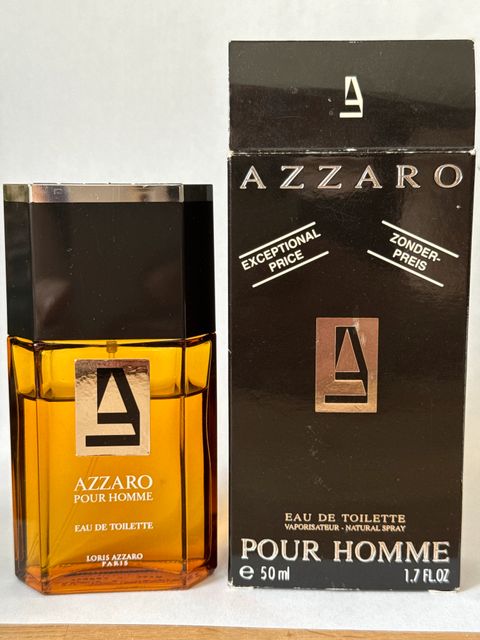 AZZARO
EXCEPTIONAL
PRICE
ZONDER-
PREIS
EAU DE TOILETTE
VAPORISATEUR - NATURAL SPRAY
POUR HOMME
e 50 ml 1.7 FL.OZ
AZZARO
POUR HOMME
EAU DE TOILETTE
LORIS AZZARO
PARIS